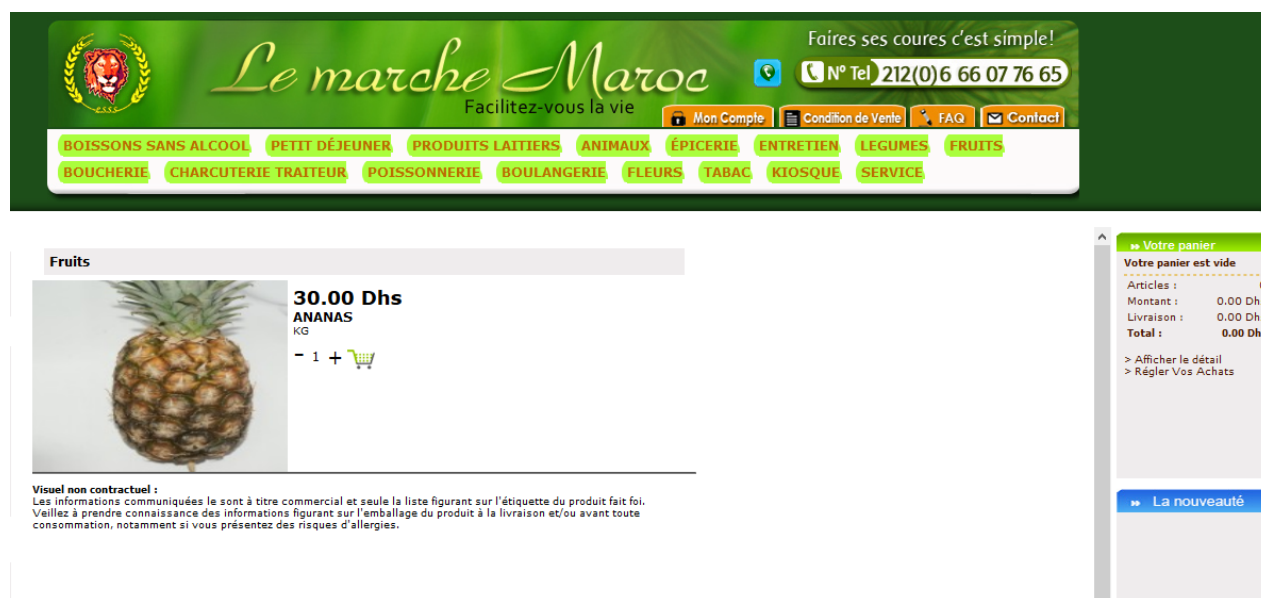 Le marche Maroc
Facilitez-vous la vie
Faires ses coures c'est simple!
N° Tel 212(0)6 66 07 76 65
Mon Compte Condition de Vente FAQ Contact
e.s.s.s
BOISSONS SANS ALCOOL PETIT DÉJEUNER PRODUITS LAITIERS ANIMAUX ÉPICERIE ENTRETIEN LEGUMES FRUITS
BOUCHERIE CHARCUTERIE TRAITEUR POISSONNERIE BOULANGERIE FLEURS TABAC KIOSQUE SERVICE
Fruits
30.00 Dhs
ANANAS
KG
- 1 +
Visuel non contractuel :
Les informations communiquées le sont à titre commercial et seule la liste figurant sur l'étiquette du produit fait foi.
Veillez à prendre connaissance des informations figurant sur l'emballage du produit à la livraison et/ou avant toute
consommation, notamment si vous présentez des risques d'allergies.
Votre panier
Votre panier est vide
Articles :
Montant : 0.00 Dh
Livraison : 0.00 Dh
Total : 0.00 Dh
> Afficher le détail
> Régler Vos Achats
La nouveauté